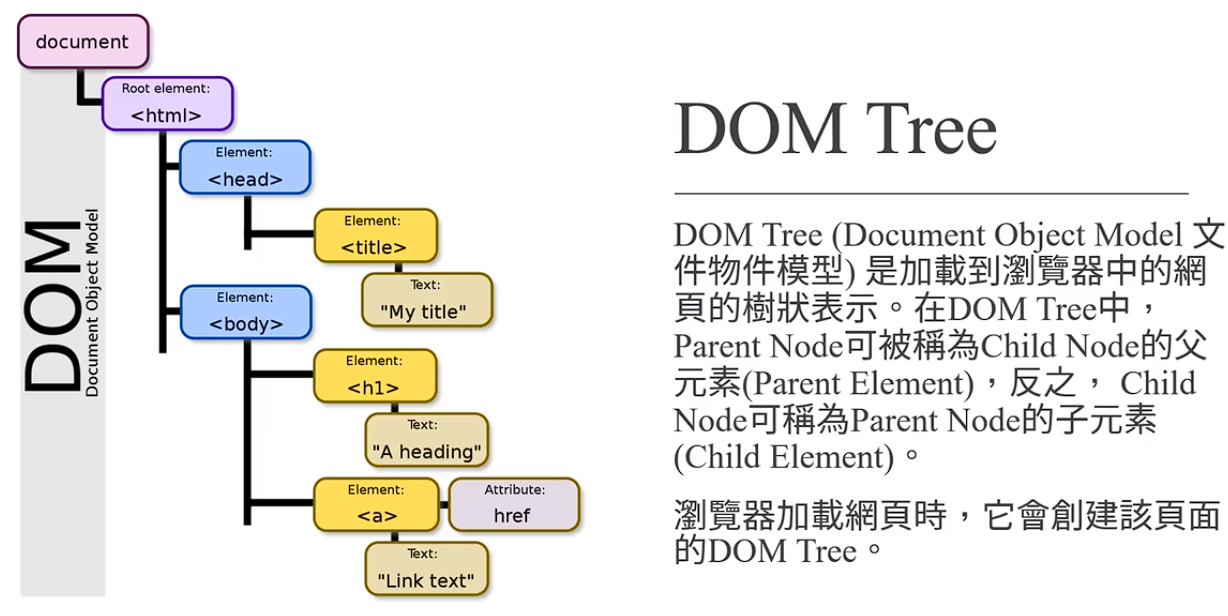 document
Root element:
<html>
Element:
<head>
Element:
<title>
Text:
"My title"
Element:
<body>
Element:
<h1>
Text:
"A heading"
Element:
<a>
Attribute:
href
Text:
"Link text"
DOM
Document Object Model
DOM Tree
DOM Tree (Document Object Model 文
件物件模型) 是加載到瀏覽器中的網
頁的樹狀表示。在DOM Tree中，
Parent Node可被稱為Child Node的父
元素(Parent Element)，反之， Child
Node可稱為Parent Node的子元素
(Child Element)。
瀏覽器加載網頁時，它會創建該頁面
的DOM Tree。